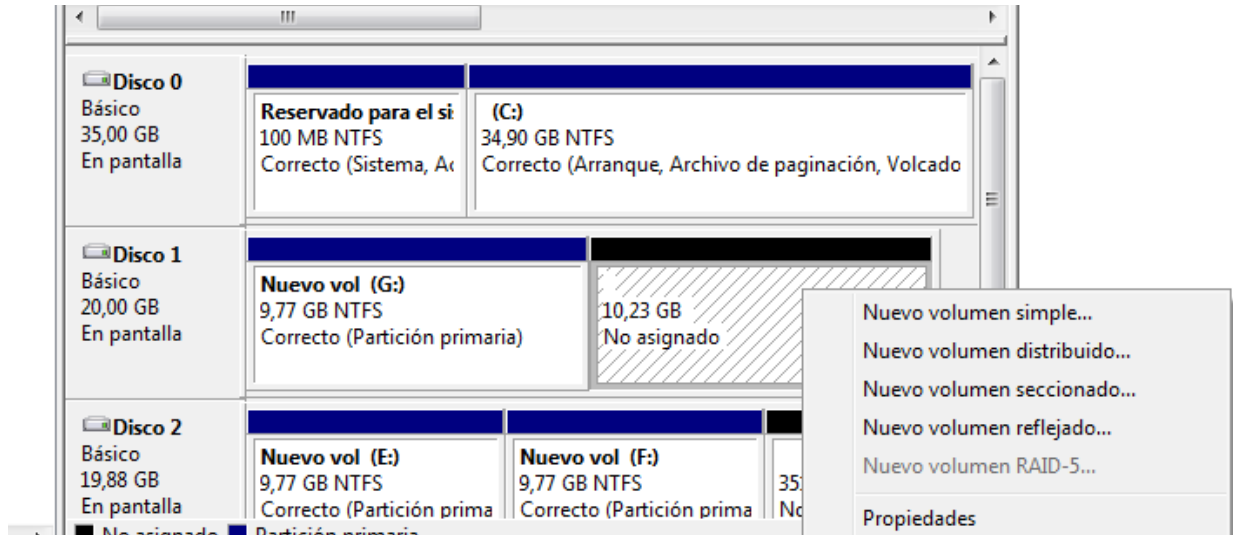 Disco 0
Básico
35,00 GB
En pantalla
Reservado para el
100 MB NTFS
Correcto (Sistema,
(C:)
34,90 GB NTFS
Correcto (Arranque, Archivo de paginación, Volcado
Disco 1
Básico
20,00 GB
En pantalla
Nuevo vol (G:)
9,77 GB NTFS
Correcto (Partición primaria)
10,23 GB
No asignado
Disco 2
Básico
19,88 GB
En pantalla
Nuevo vol (E:)
9,77 GB NTFS
Correcto (Partición prima
Nuevo vol (F:)
9,77 GB NTFS
Correcto (Partición prima
Nuevo volumen simple...
Nuevo volumen distribuido...
Nuevo volumen seccionado...
Nuevo volumen reflejado...
Nuevo volumen RAID-5...
Propiedades
No asignado Partición primaria